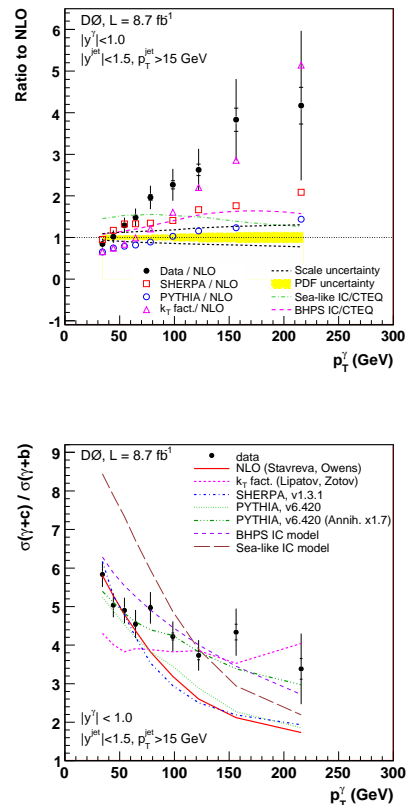 Ratio to NLO
DØ, L = 8.7 fb⁻¹
|y^γ|<1.0
|y^jet|<1.5, p_T^jet>15 GeV
6
5
4
3
2
1
0
-1
Data / NLO
SHERPA / NLO
PYTHIA / NLO
k_T fact./ NLO
Scale uncertainty
PDF uncertainty
Sea-like IC/CTEQ
BHPS IC/CTEQ
0 50 100 150 200 250 300
p_T^γ (GeV)
σ(γ+c) / σ(γ+b)
DØ, L = 8.7 fb⁻¹
data
NLO (Stavreva, Owens)
k_T fact. (Lipatov, Zotov)
SHERPA, v1.3.1
PYTHIA, v6.420
PYTHIA, v6.420 (Annih. x1.7)
BHPS IC model
Sea-like IC model
9
8
7
6
5
4
3
2
1
|y^γ| < 1.0
|y^jet|<1.5, p_T^jet>15 GeV
0 50 100 150 200 250 300
p_T^γ (GeV)